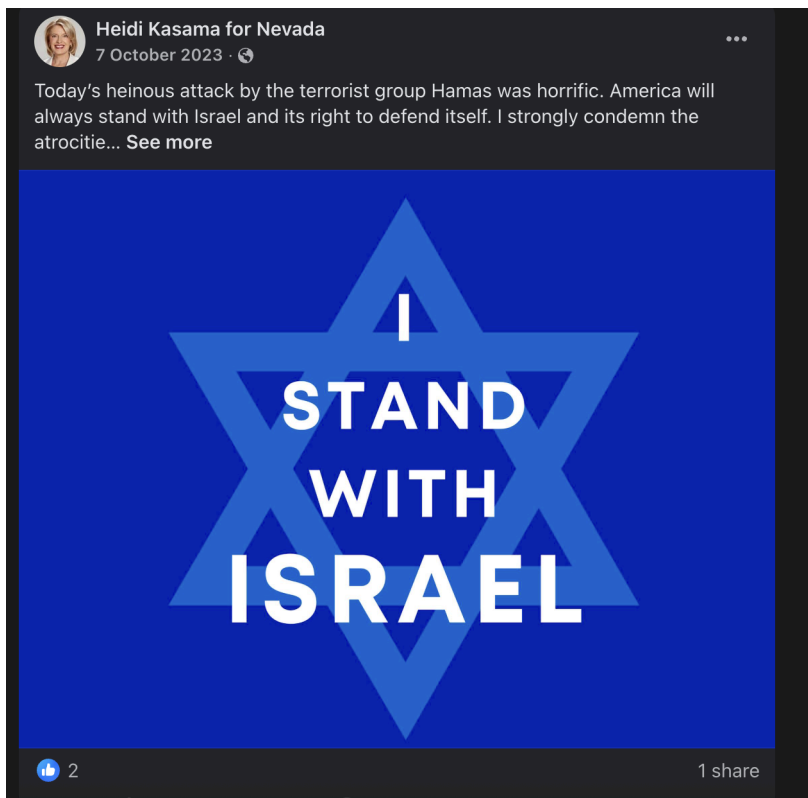 Heidi Kasama for Nevada
7 October 2023 ·
Today's heinous attack by the terrorist group Hamas was horrific. America will
always stand with Israel and its right to defend itself. I strongly condemn the
atrocitie... See more
I
STAND
WITH
ISRAEL
2
1 share